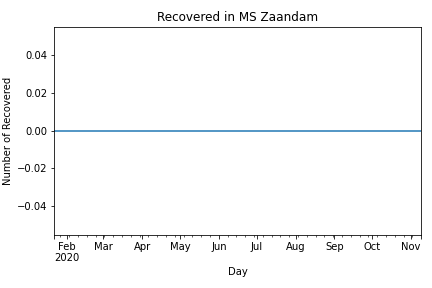 Recovered in MS Zaandam
Number of Recovered
0.04
0.02
0.00
−0.02
−0.04
Feb Mar Apr May Jun Jul Aug Sep Oct Nov
2020
Day